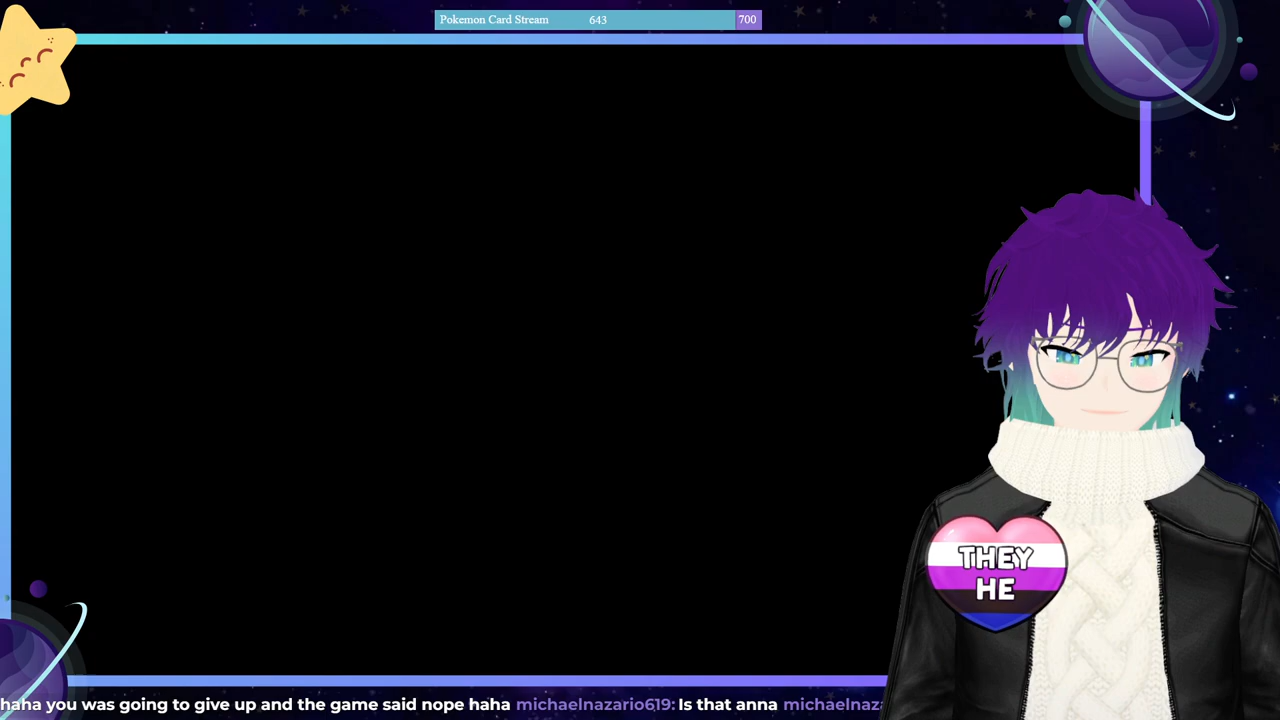 Pokemon Card Stream 643 700
THEY
HE
haha you was going to give up and the game said nope haha michaelnazario619: Is that anna michaelnaza